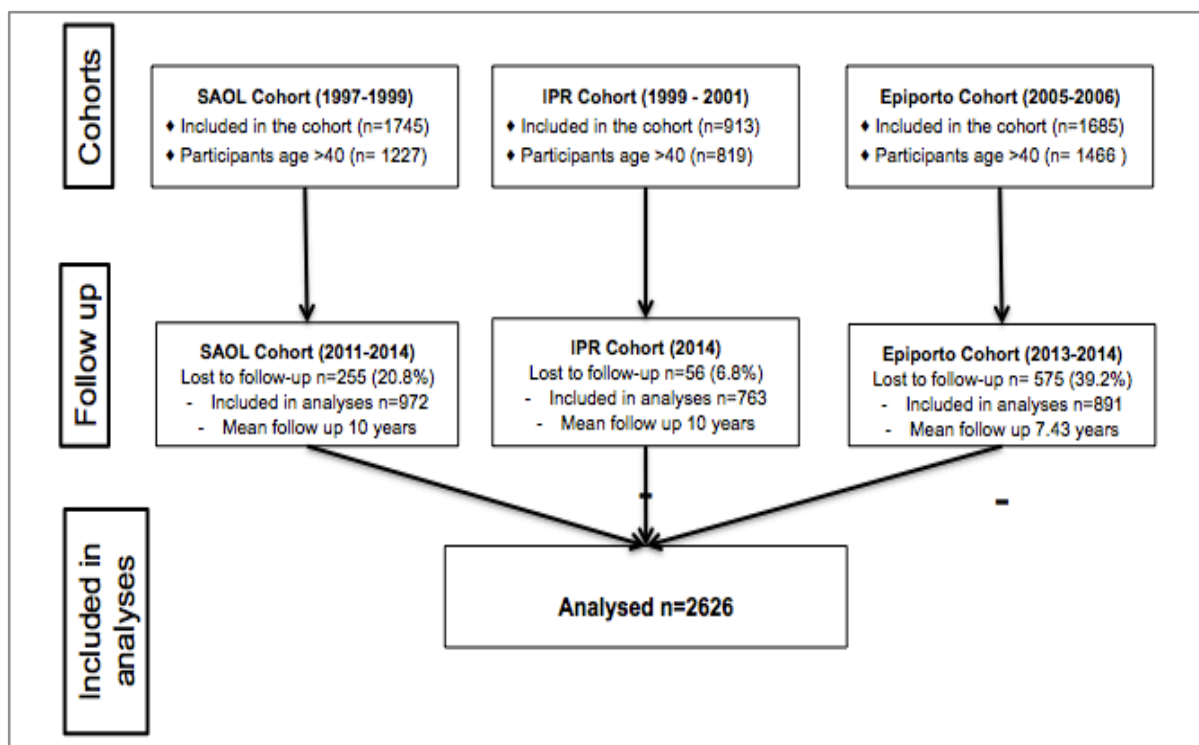 Cohorts
SAOL Cohort (1997-1999)
♦ Included in the cohort (n=1745)
♦ Participants age >40 (n= 1227)
IPR Cohort (1999 - 2001)
♦ Included in the cohort (n=913)
♦ Participants age >40 (n=819)
Epiporto Cohort (2005-2006)
♦ Included in the cohort (n=1685)
♦ Participants age >40 (n= 1466 )
Follow up
SAOL Cohort (2011-2014)
Lost to follow-up n=255 (20.8%)
- Included in analyses n=972
- Mean follow up 10 years
IPR Cohort (2014)
Lost to follow-up n=56 (6.8%)
- Included in analyses n=763
- Mean follow up 10 years
Epiporto Cohort (2013-2014)
Lost to follow-up n= 575 (39.2%)
- Included in analyses n=891
- Mean follow up 7.43 years
-
-
Included in
analyses
Analysed n=2626